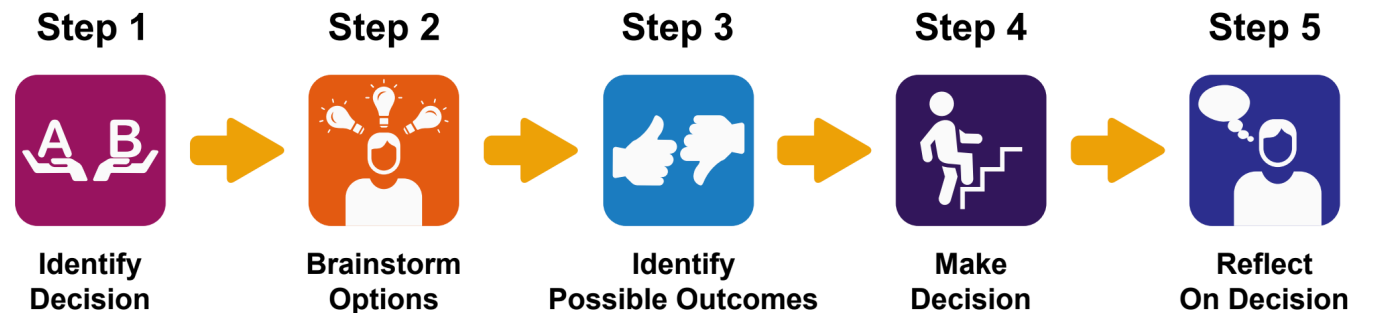 Step 1
Step 2
Step 3
Step 4
Step 5
A B
Identify
Decision
Brainstorm
Options
Identify
Possible Outcomes
Make
Decision
Reflect
On Decision